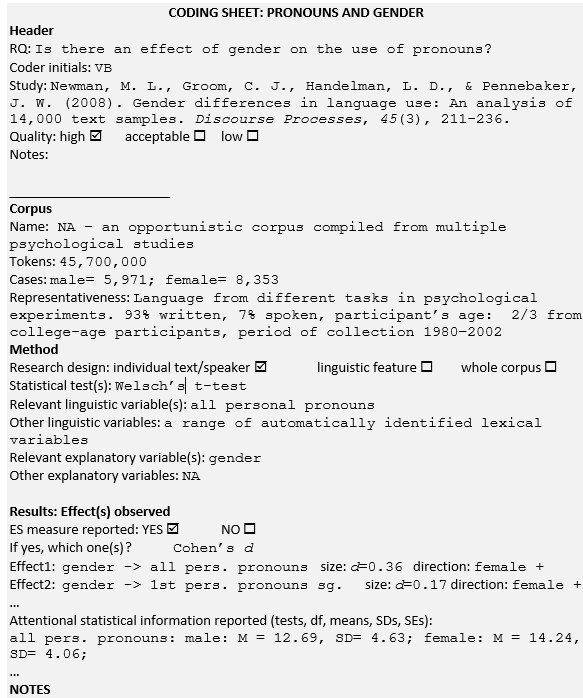 CODING SHEET: PRONOUNS AND GENDER
Header
RQ: Is there an effect of gender on the use of pronouns?
Coder initials: VB
Study: Newman, M. L., Groom, C. J., Handelman, L. D., & Pennebaker,
J. W. (2008). Gender differences in language use: An analysis of
14,000 text samples. Discourse Processes, 45(3), 211–236.
Quality: high ☑ acceptable ☐ low ☐
Notes:
Corpus
Name: NA – an opportunistic corpus compiled from multiple
psychological studies
Tokens: 45,700,000
Cases: male= 5,971; female= 8,353
Representativeness: Language from different tasks in psychological
experiments. 93% written, 7% spoken, participant's age: 2/3 from
college-age participants, period of collection 1980–2002
Method
Research design: individual text/speaker ☑ linguistic feature ☐ whole corpus ☐
Statistical test(s): Welsch's t-test
Relevant linguistic variable(s): all personal pronouns
Other linguistic variables: a range of automatically identified lexical
variables
Relevant explanatory variable(s): gender
Other explanatory variables: NA
Results: Effect(s) observed
ES measure reported: YES ☑ NO ☐
If yes, which one(s)? Cohen's d
Effect1: gender -> all pers. pronouns size: d=0.36 direction: female +
Effect2: gender -> 1st pers. pronouns sg. size: d=0.17 direction: female +
...
Attentional statistical information reported (tests, df, means, SDs, SEs):
all pers. pronouns: male: M = 12.69, SD= 4.63; female: M = 14.24,
SD= 4.06;
...
NOTES